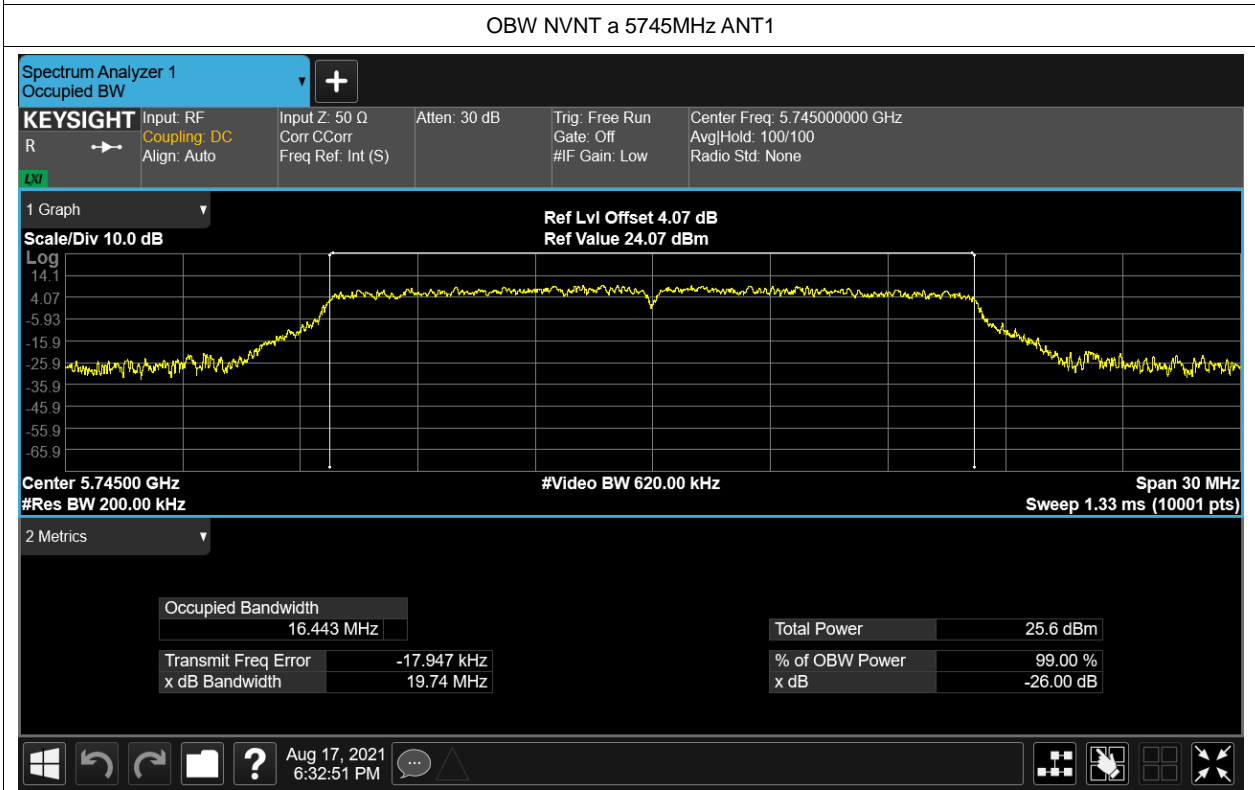 OBW NVNT a 5745MHz ANT1
Spectrum Analyzer 1
Occupied BW
KEYSIGHT
R
LXI
Input: RF
Coupling: DC
Align: Auto
Input Z: 50 Ω
Corr CCorr
Freq Ref: Int (S)
Atten: 30 dB
Trig: Free Run
Gate: Off
#IF Gain: Low
Center Freq: 5.745000000 GHz
Avg|Hold: 100/100
Radio Std: None
1 Graph
Scale/Div 10.0 dB
Ref Lvl Offset 4.07 dB
Ref Value 24.07 dBm
Log
14.1
4.07
-5.93
-15.9
-25.9
-35.9
-45.9
-55.9
-65.9
Center 5.74500 GHz
#Video BW 620.00 kHz
Span 30 MHz
#Res BW 200.00 kHz
Sweep 1.33 ms (10001 pts)
2 Metrics
Occupied Bandwidth
16.443 MHz
Total Power 25.6 dBm
Transmit Freq Error -17.947 kHz
% of OBW Power 99.00 %
x dB Bandwidth 19.74 MHz
x dB -26.00 dB
Aug 17, 2021
6:32:51 PM